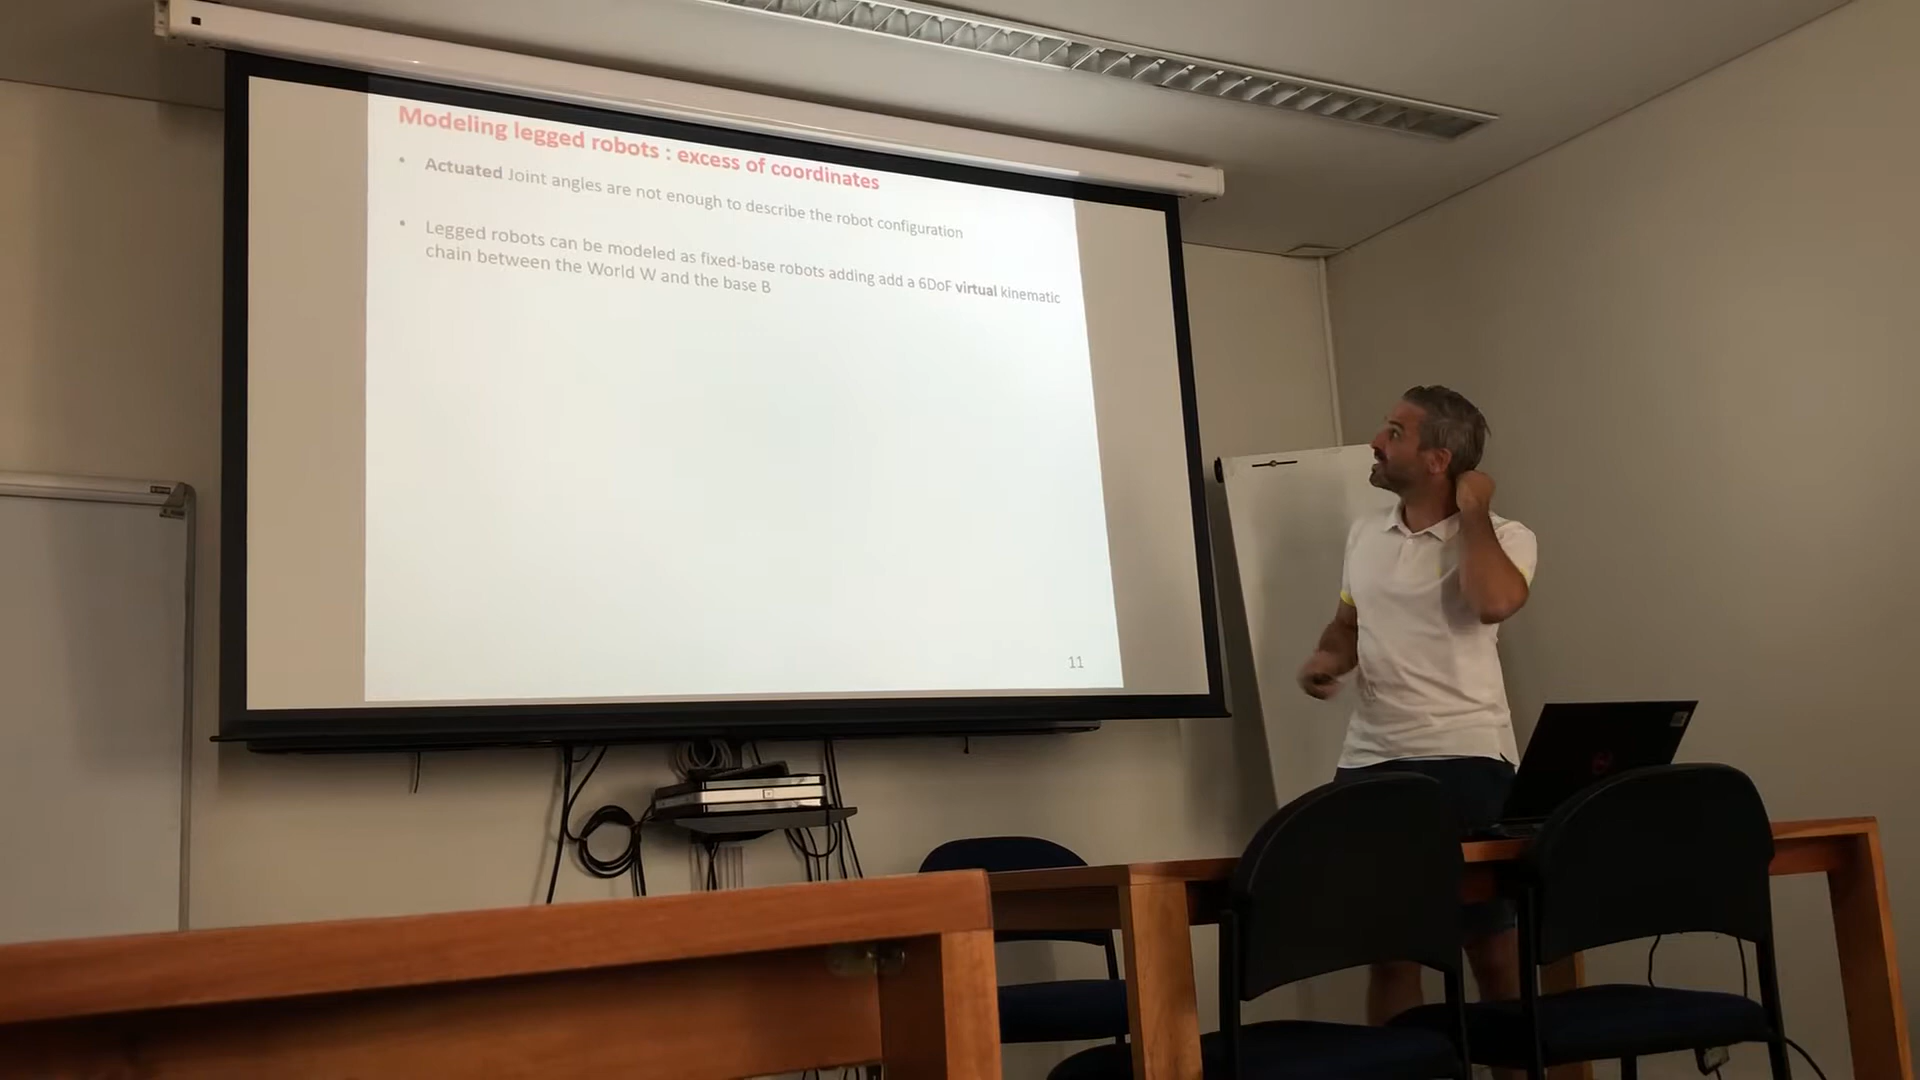 Modeling legged robots : excess of coordinates
• Actuated Joint angles are not enough to describe the robot configuration
• Legged robots can be modeled as fixed-base robots adding add a 6DoF virtual kinematic
chain between the World W and the base B
11